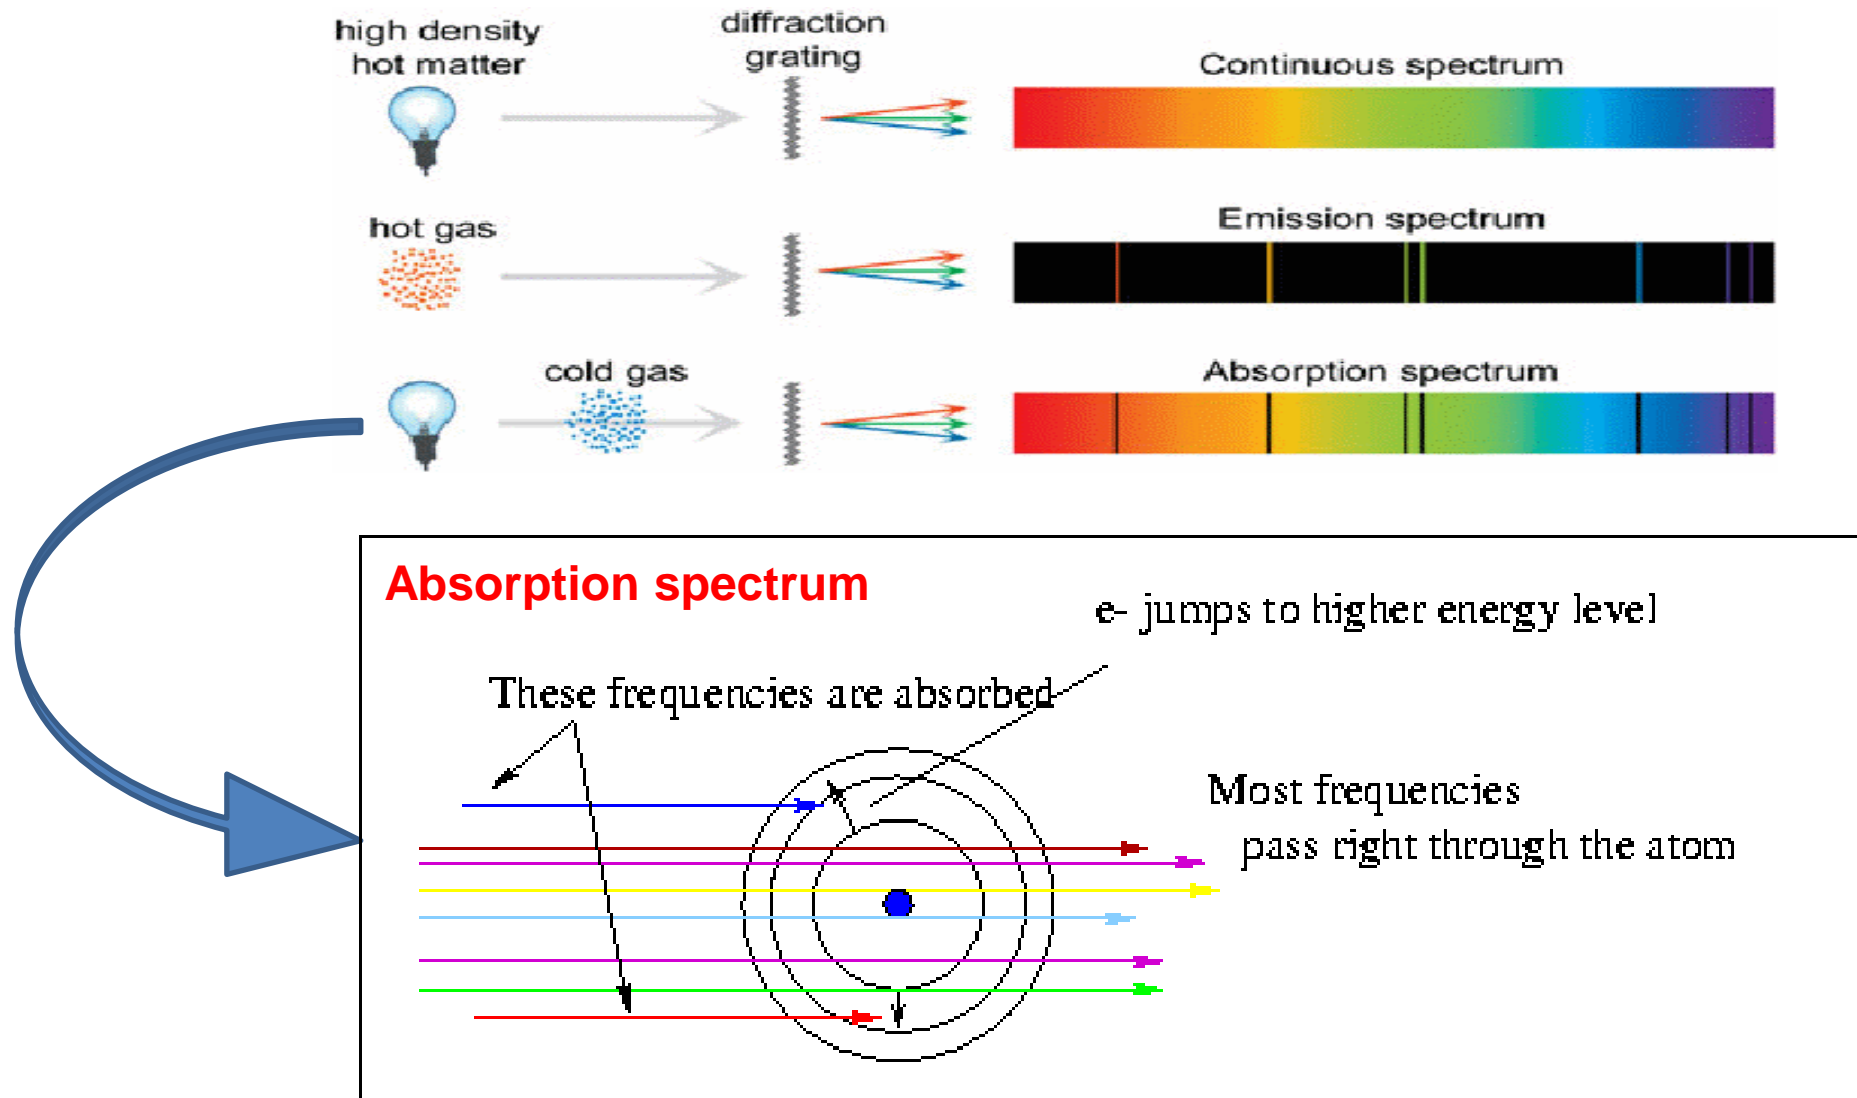 high density
hot matter
diffraction
grating
Continuous spectrum
hot gas
Emission spectrum
cold gas
Absorption spectrum
Absorption spectrum
e- jumps to higher energy level
These frequencies are absorbed
Most frequencies
pass right through the atom